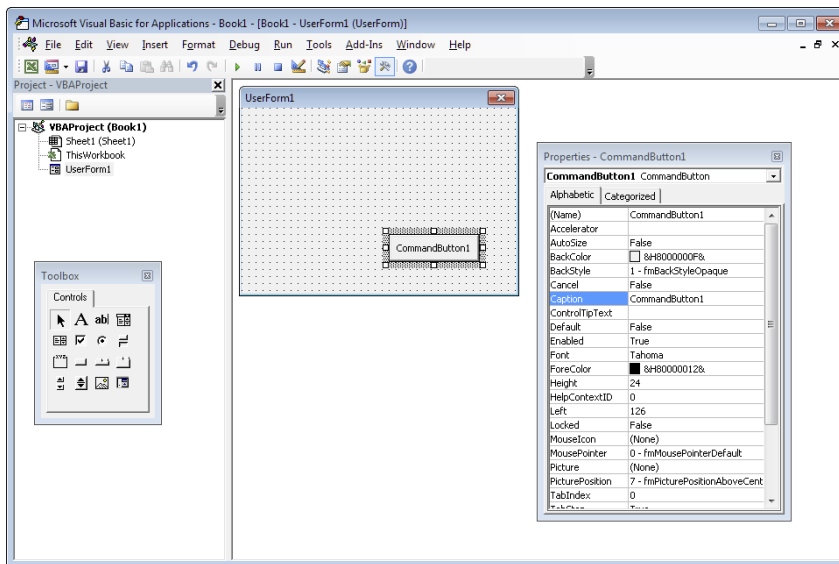 Microsoft Visual Basic for Applications - Book1 - [Book1 - UserForm1 (UserForm)]
File Edit View Insert Format Debug Run Tools Add-Ins Window Help
Project - VBAProject
VBAProject (Book1)
Sheet1 (Sheet1)
ThisWorkbook
UserForm1
Toolbox
Controls
A ab|
XYZ
UserForm1
CommandButton1
Properties - CommandButton1
CommandButton1 CommandButton
Alphabetic Categorized
(Name) CommandButton1
Accelerator
AutoSize False
BackColor &H8000000F&
BackStyle 1 - fmBackStyleOpaque
Cancel False
Caption CommandButton1
ControlTipText
Default False
Enabled True
Font Tahoma
ForeColor &H80000012&
Height 24
HelpContextID 0
Left 126
Locked False
MouseIcon (None)
MousePointer 0 - fmMousePointerDefault
Picture (None)
PicturePosition 7 - fmPicturePositionAboveCent
TabIndex 0
TabStop True